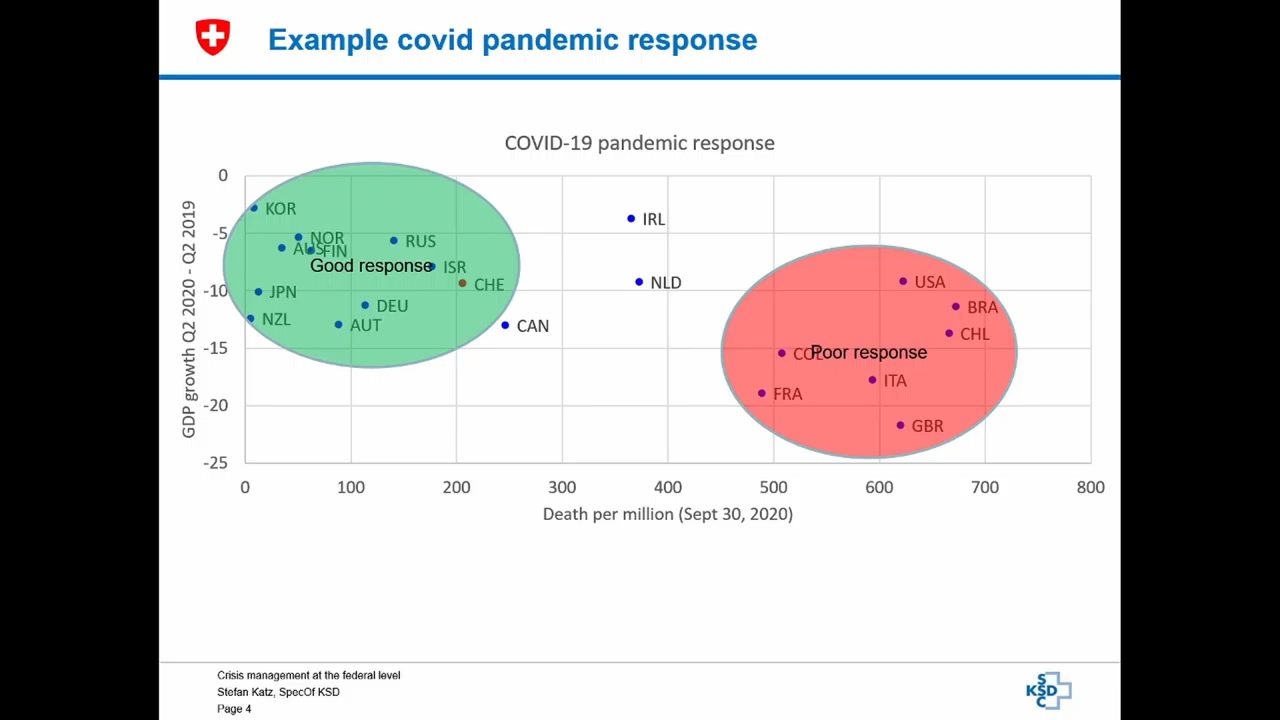 Example covid pandemic response
COVID-19 pandemic response
GDP growth Q2 2020 - Q2 2019
0
-5
-10
-15
-20
-25
KOR
NOR
AUS
FIN
RUS
Good response
ISR
CHE
JPN
DEU
NZL
AUT
CAN
IRL
NLD
USA
BRA
CHL
COL
Poor response
ITA
FRA
GBR
0 100 200 300 400 500 600 700 800
Death per million (Sept 30, 2020)
Crisis management at the federal level
Stefan Katz, SpecOf KSD
Page 4
S
KSD
C